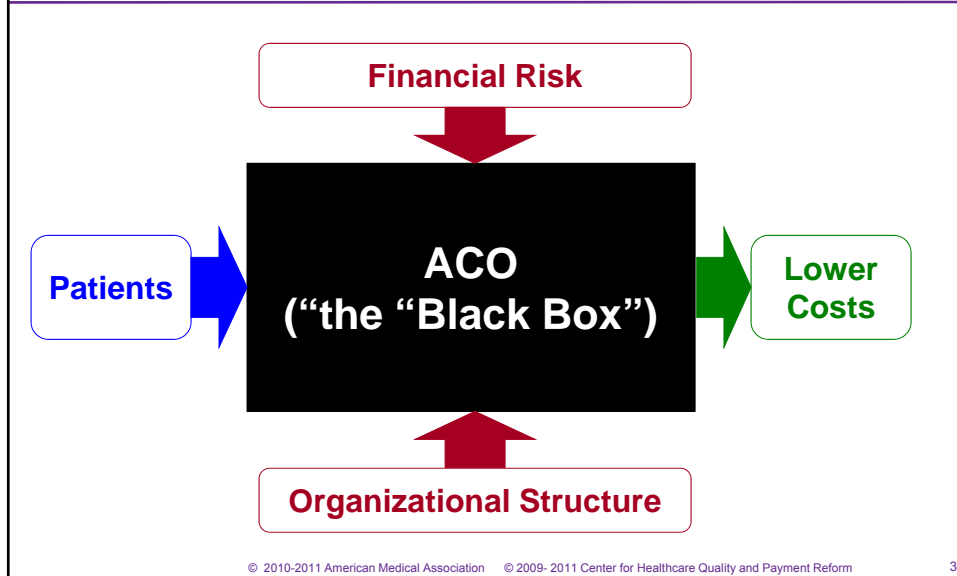 Financial Risk
Patients
ACO
(“the “Black Box”)
Lower
Costs
Organizational Structure
© 2010-2011 American Medical Association © 2009- 2011 Center for Healthcare Quality and Payment Reform 3